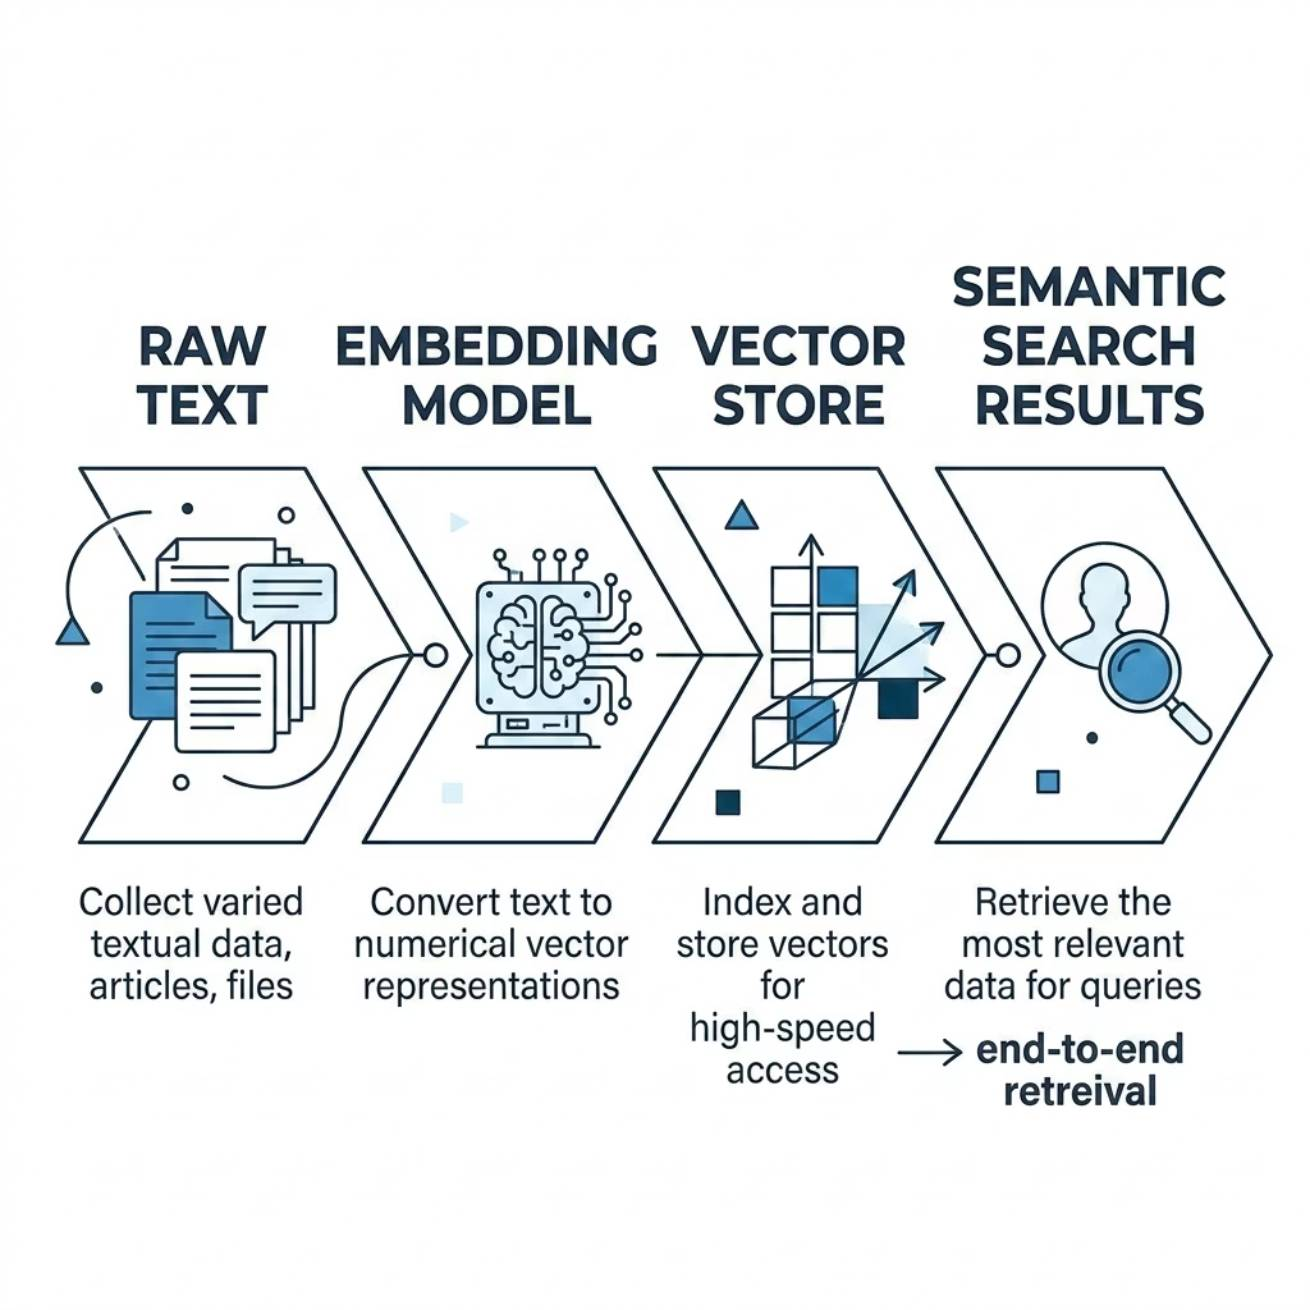 RAW
TEXT
EMBEDDING
MODEL
VECTOR
STORE
SEMANTIC
SEARCH
RESULTS
Collect varied
textual data,
articles, files
Convert text to
numerical vector
representations
Index and
store vectors
for
high-speed
access
Retrieve the
most relevant
data for queries
→ end-to-end
retreival